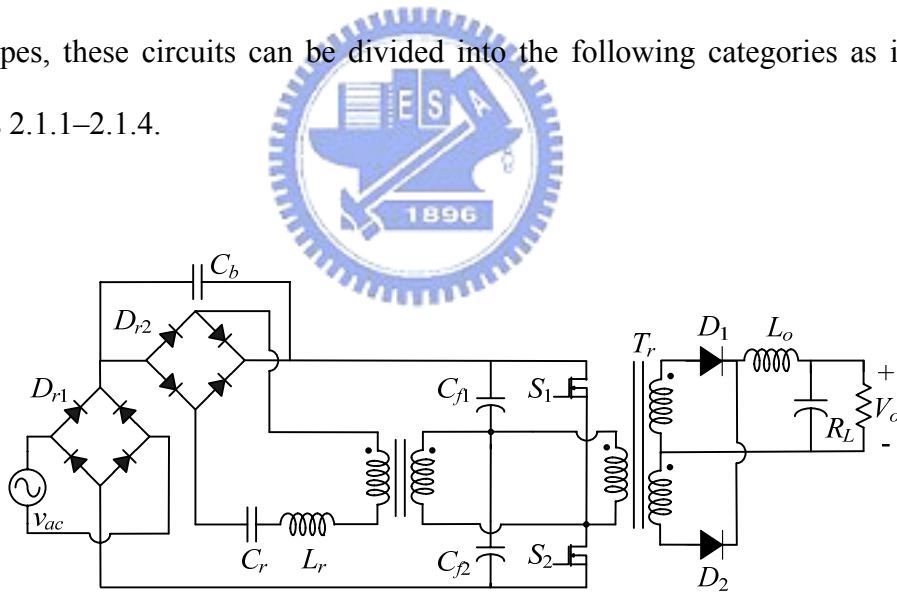 pes, these circuits can be divided into the following categories as i
2.1.1–2.1.4.
ESA
1896
C_b
D_r2
D_r1
v_ac
C_r
L_r
C_f1
C_f2
S_1
S_2
T_r
D_1
L_o
D_2
R_L
+
V_o
-